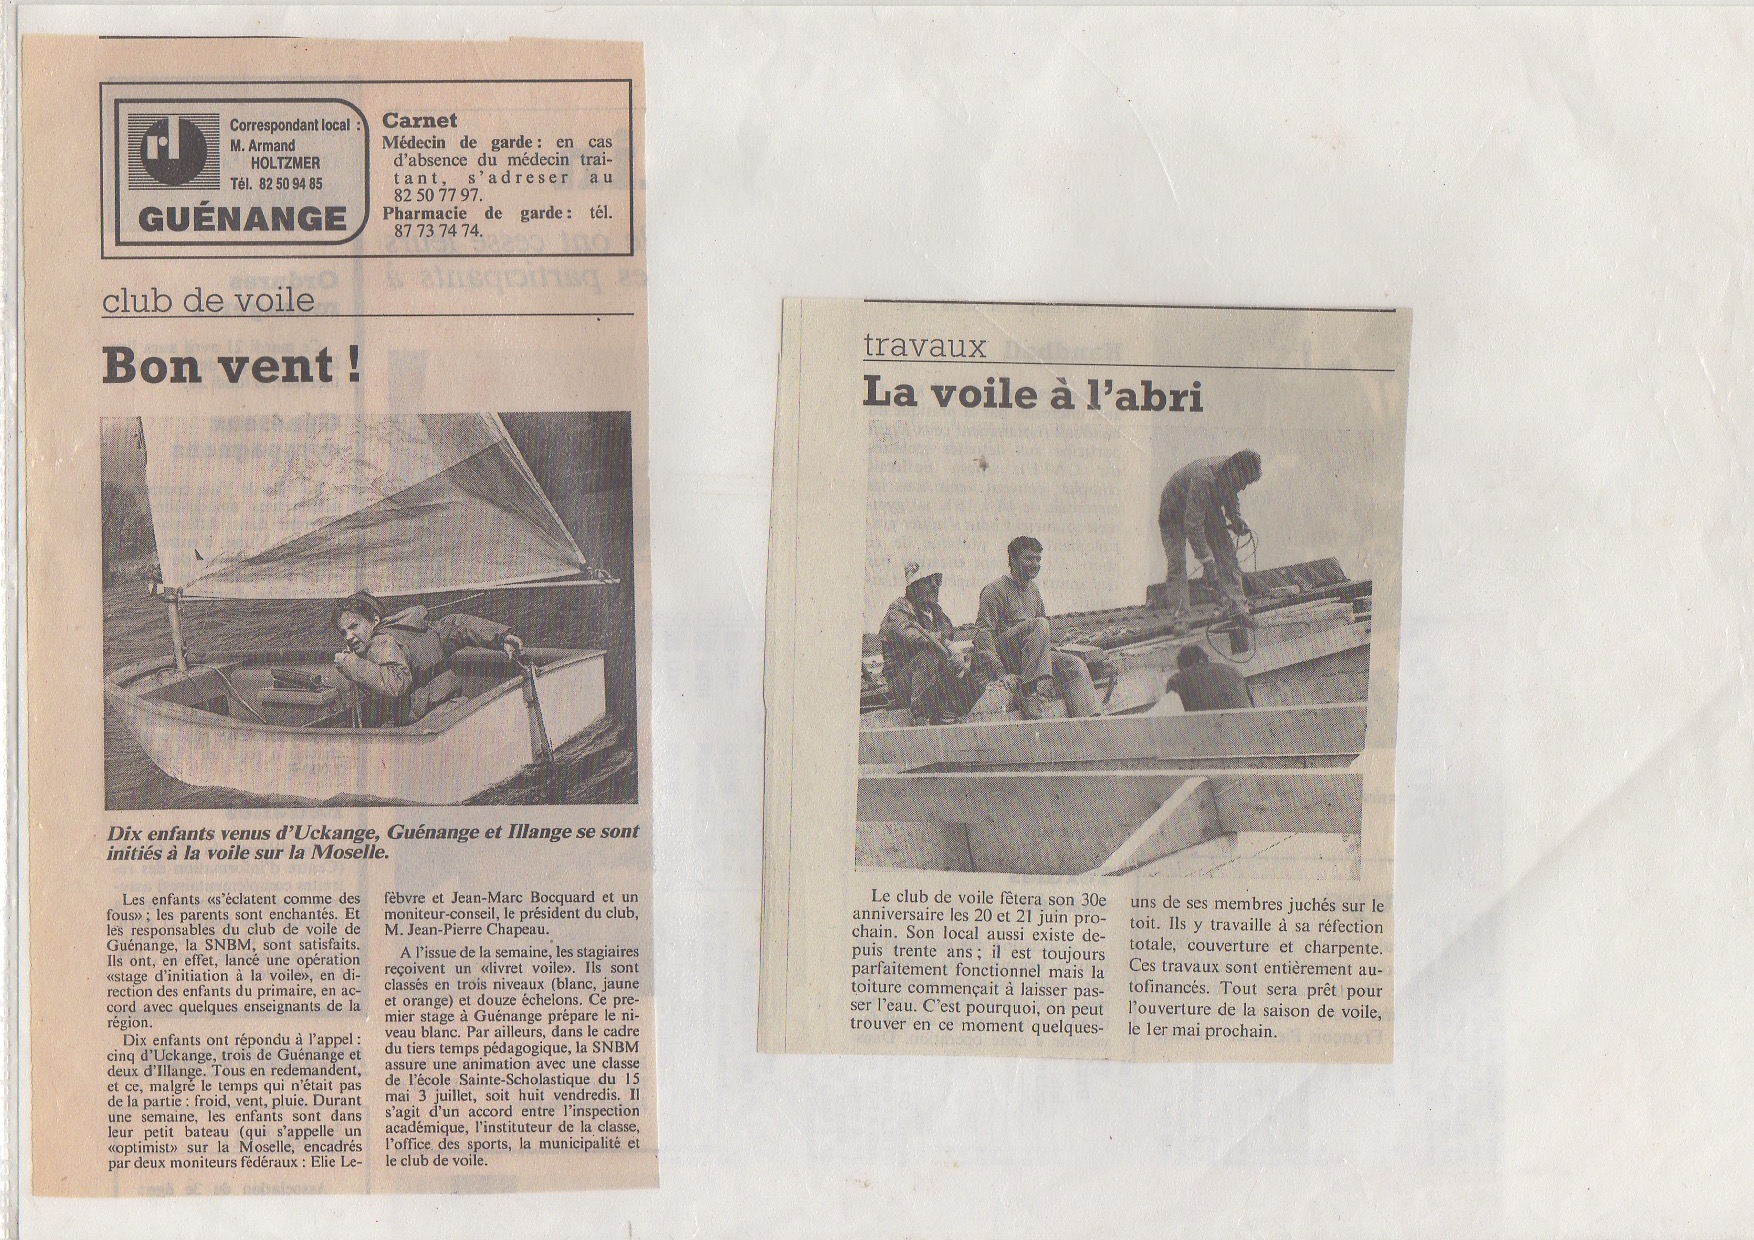 rl
Correspondant local :
M. Armand
HOLTZMER
Tél. 82 50 94 85
GUÉNANGE
Carnet
Médecin de garde : en cas
d'absence du médecin trai-
tant, s'adreser au
82 50 77 97.
Pharmacie de garde : tél.
87 73 74 74.
club de voile
Bon vent !
Dix enfants venus d'Uckange, Guénange et Illange se sont
initiés à la voile sur la Moselle.
Les enfants «s'éclatent comme des
fous» ; les parents sont enchantés. Et
les responsables du club de voile de
Guénange, la SNBM, sont satisfaits.
Ils ont, en effet, lancé une opération
«stage d'initiation à la voile», en di-
rection des enfants du primaire, en ac-
cord avec quelques enseignants de la
région.
Dix enfants ont répondu à l'appel :
cinq d'Uckange, trois de Guénange et
deux d'Illange. Tous en redemandent,
et ce, malgré le temps qui n'était pas
de la partie : froid, vent, pluie. Durant
une semaine, les enfants sont dans
leur petit bateau (qui s'appelle un
«optimist» sur la Moselle, encadrés
par deux moniteurs fédéraux : Elie Le-
fèbvre et Jean-Marc Bocquard et un
moniteur-conseil, le président du club,
M. Jean-Pierre Chapeau.
A l'issue de la semaine, les stagiaires
reçoivent un «livret voile». Ils sont
classés en trois niveaux (blanc, jaune
et orange) et douze échelons. Ce pre-
mier stage à Guénange prépare le ni-
veau blanc. Par ailleurs, dans le cadre
du tiers temps pédagogique, la SNBM
assure une animation avec une classe
de l'école Sainte-Scholastique du 15
mai 3 juillet, soit huit vendredis. Il
s'agit d'un accord entre l'inspection
académique, l'instituteur de la classe,
l'office des sports, la municipalité et
le club de voile.
travaux
La voile à l'abri
Le club de voile fêtera son 30e
anniversaire les 20 et 21 juin pro-
chain. Son local aussi existe de-
puis trente ans ; il est toujours
parfaitement fonctionnel mais la
toiture commençait à laisser pas-
ser l'eau. C'est pourquoi, on peut
trouver en ce moment quelques-
uns de ses membres juchés sur le
toit. Ils y travaille à sa réfection
totale, couverture et charpente.
Ces travaux sont entièrement au-
tofinancés. Tout sera prêt pour
l'ouverture de la saison de voile,
le 1er mai prochain.